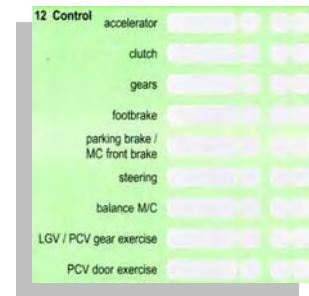 12 Control
accelerator
clutch
gears
footbrake
parking brake /
MC front brake
steering
balance M/C
LGV / PCV gear exercise
PCV door exercise